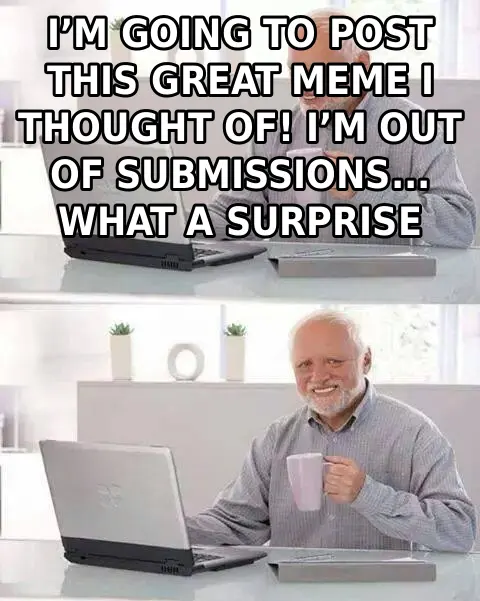 I'M GOING TO POST
THIS GREAT MEME I
THOUGHT OF! I'M OUT
OF SUBMISSIONS...
WHAT A SURPRISE